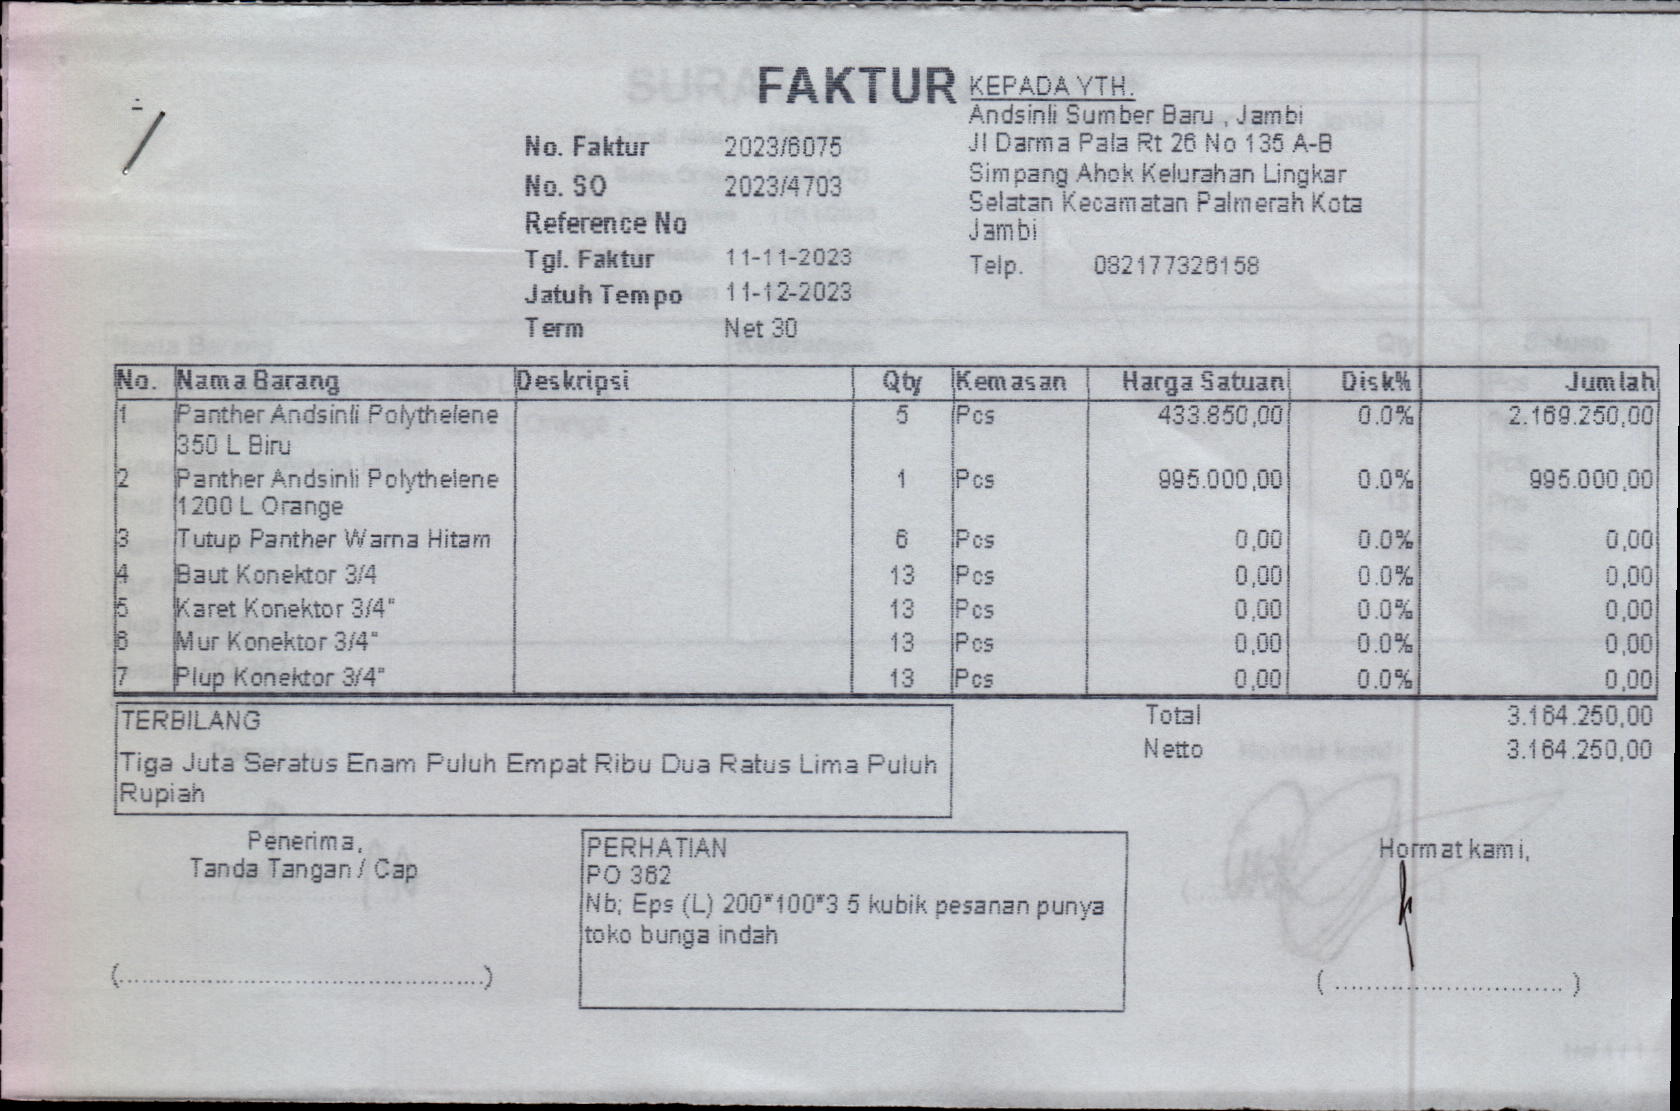 FAKTUR
KEPADA YTH.
Andsinli Sumber Baru , Jambi
Jl Darma Pala Rt 26 No 135 A-B
Simpang Ahok Kelurahan Lingkar
Selatan Kecamatan Palmerah Kota
Jambi
Telp. 082177326158
No. Faktur 2023/6075
No. SO 2023/4703
Reference No
Tgl. Faktur 11-11-2023
Jatuh Tempo 11-12-2023
Term Net 30
No. Nama Barang Deskripsi Qty Kemasan Harga Satuan Disk% Jumlah
1 Panther Andsinli Polythelene 5 Pcs 433.850,00 0.0% 2.169.250,00
350 L Biru
2 Panther Andsinli Polythelene 1 Pcs 995.000,00 0.0% 995.000,00
1200 L Orange
3 Tutup Panther Warna Hitam 6 Pcs 0,00 0.0% 0,00
4 Baut Konektor 3/4 13 Pcs 0,00 0.0% 0,00
5 Karet Konektor 3/4" 13 Pcs 0,00 0.0% 0,00
6 Mur Konektor 3/4" 13 Pcs 0,00 0.0% 0,00
7 Plup Konektor 3/4" 13 Pcs 0,00 0.0% 0,00
Total 3.164.250,00
Netto 3.164.250,00
TERBILANG
Tiga Juta Seratus Enam Puluh Empat Ribu Dua Ratus Lima Puluh
Rupiah
Penerima,
Tanda Tangan / Cap
(..............................................)
PERHATIAN
PO 362
Nb; Eps (L) 200*100*3 5 kubik pesanan punya
toko bunga indah
Hormat kami,
( ............................. )